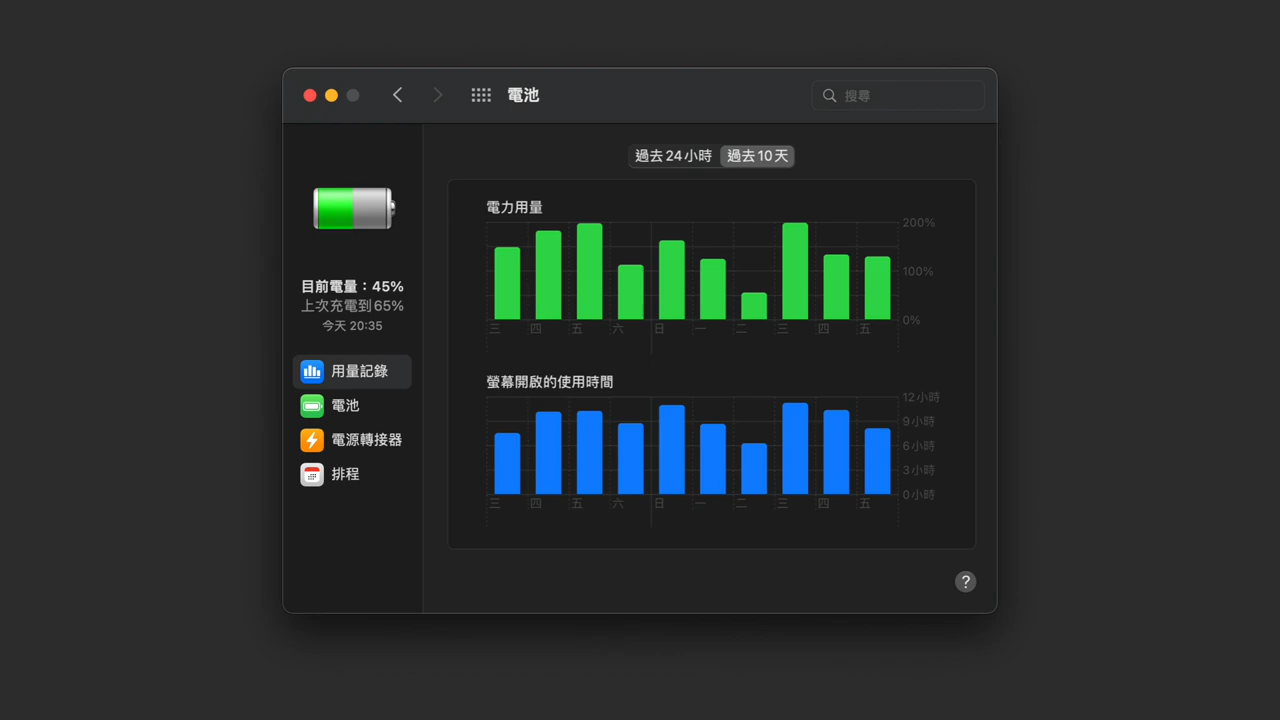 電池
搜尋
過去24小時 過去10天
目前電量：45%
上次充電到65%
今天 20:35
用量記錄
電池
電源轉接器
排程
電力用量
200%
100%
0%
三 四 五 六 日 一 二 三 四 五
螢幕開啟的使用時間
12小時
9小時
6小時
3小時
0小時
三 四 五 六 日 一 二 三 四 五
?